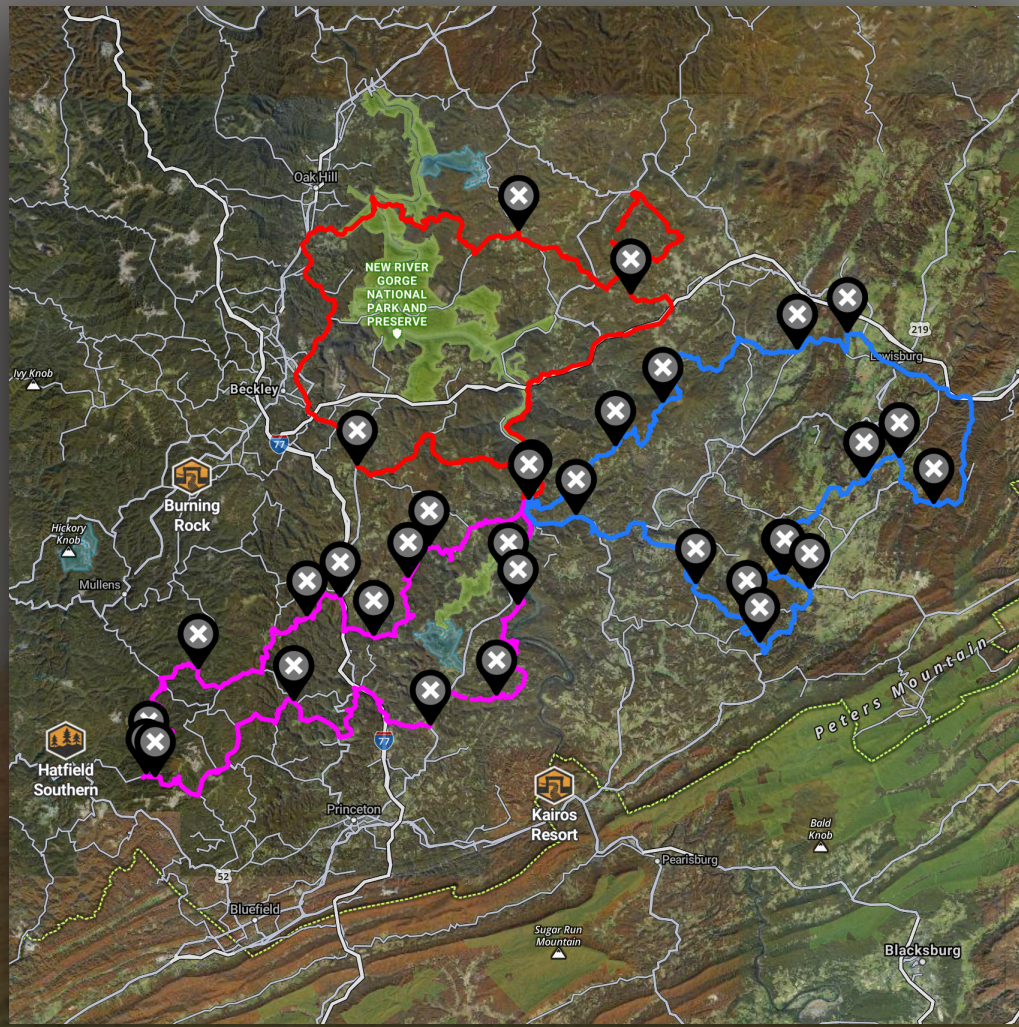 Oak Hill
NEW RIVER
GORGE
NATIONAL
PARK AND
PRESERVE
219
Lewisburg
Ivy Knob
Beckley
77
Burning
Rock
Hickory
Knob
Mullens
Peters Mountain
77
Hatfield
Southern
Kairos
Resort
Princeton
Bald
Knob
Pearisburg
52
Bluefield
Sugar Run
Mountain
Blacksburg